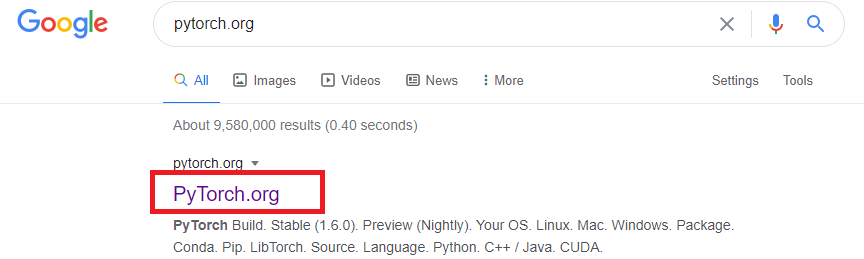 Google pytorch.org
All Images Videos News More Settings Tools
About 9,580,000 results (0.40 seconds)
pytorch.org
PyTorch.org
PyTorch Build. Stable (1.6.0). Preview (Nightly). Your OS. Linux. Mac. Windows. Package.
Conda. Pip. LibTorch. Source. Language. Python. C++ / Java. CUDA.